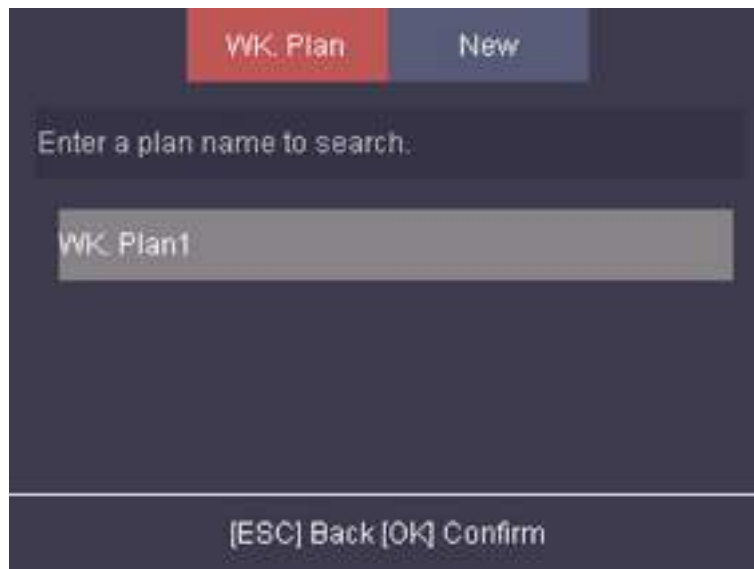 WK. Plan New
Enter a plan name to search.
WK. Plan1
[ESC] Back [OK] Confirm